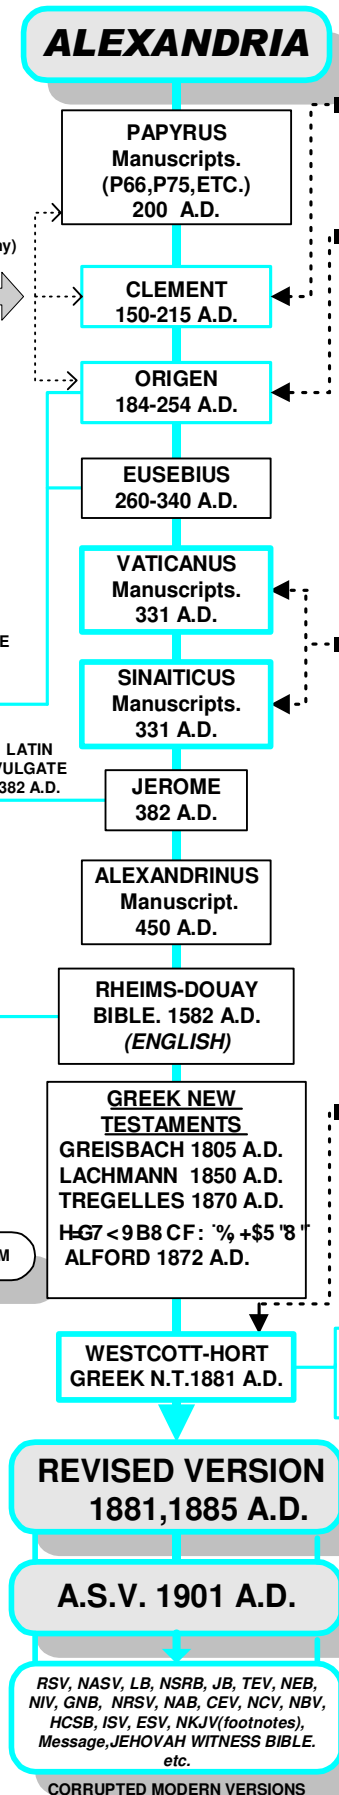 ALEXANDRIA
PAPYRUS
Manuscripts.
(P66,P75,ETC.)
200 A.D.
CLEMENT
150-215 A.D.
ORIGEN
184-254 A.D.
EUSEBIUS
260-340 A.D.
VATICANUS
Manuscripts.
331 A.D.
SINAITICUS
Manuscripts.
331 A.D.
LATIN
VULGATE
382 A.D.
JEROME
382 A.D.
ALEXANDRINUS
Manuscript.
450 A.D.
RHEIMS-DOUAY
BIBLE. 1582 A.D.
(ENGLISH)
GREEK NEW
TESTAMENTS
GREISBACH 1805 A.D.
LACHMANN 1850 A.D.
TREGELLES 1870 A.D.
ALFORD 1872 A.D.
WESTCOTT-HORT
GREEK N.T.1881 A.D.
REVISED VERSION
1881,1885 A.D.
A.S.V. 1901 A.D.
RSV, NASV, LB, NSRB, JB, TEV, NEB,
NIV, GNB, NRSV, NAB, CEV, NCV, NBV,
HCSB, ISV, ESV, NKJV(footnotes),
Message,JEHOVAH WITNESS BIBLE.
etc.
CORRUPTED MODERN VERSIONS